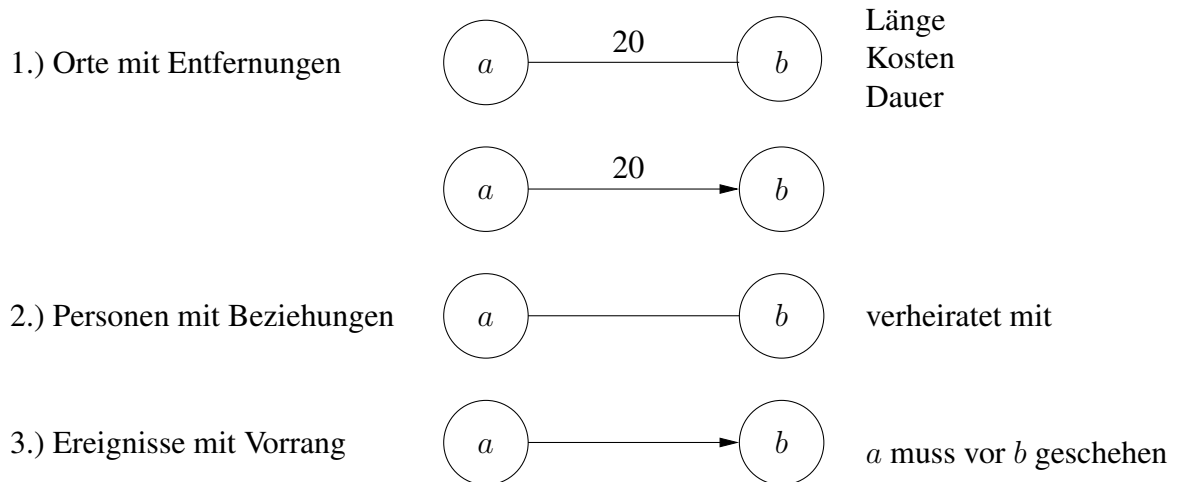 1.) Orte mit Entfernungen a 20 b Länge
Kosten
Dauer
a 20 b
2.) Personen mit Beziehungen a b verheiratet mit
3.) Ereignisse mit Vorrang a b a muss vor b geschehen